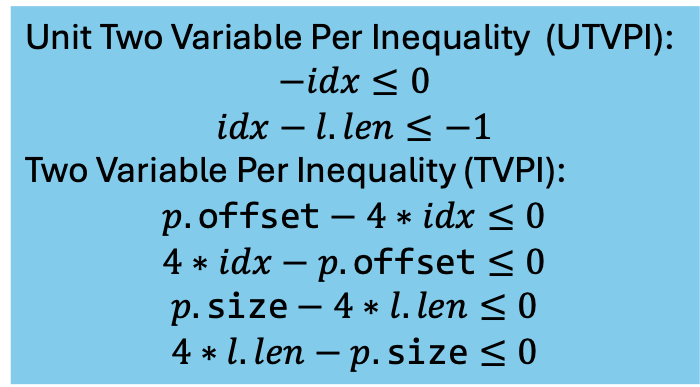 Unit Two Variable Per Inequality (UTVPI):
−idx ≤ 0
idx − l.len ≤ −1
Two Variable Per Inequality (TVPI):
p.offset − 4 * idx ≤ 0
4 * idx − p.offset ≤ 0
p.size − 4 * l.len ≤ 0
4 * l.len − p.size ≤ 0